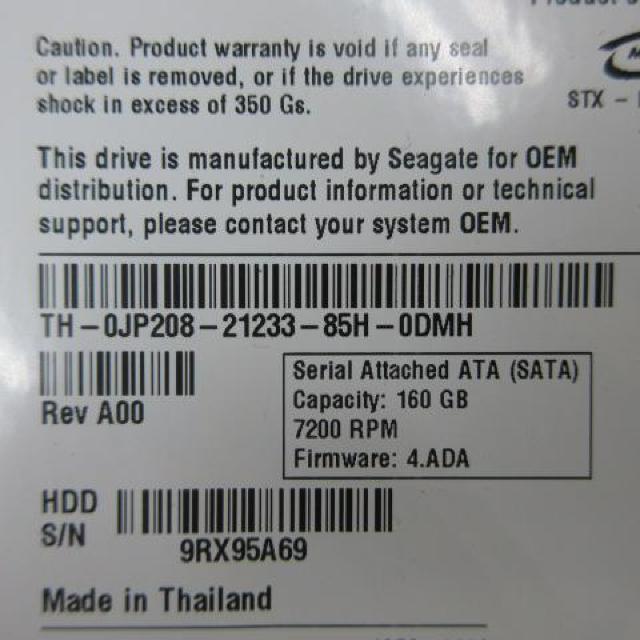 Caution. Product warranty is void if any seal
or label is removed, or if the drive experiences
shock in excess of 350 Gs.
STX –
This drive is manufactured by Seagate for OEM
distribution. For product information or technical
support, please contact your system OEM.
TH – 0JP208 – 21233 – 85H – 0DMH
Rev A00
Serial Attached ATA (SATA)
Capacity: 160 GB
7200 RPM
Firmware: 4.ADA
HDD
S/N
9RX95A69
Made in Thailand